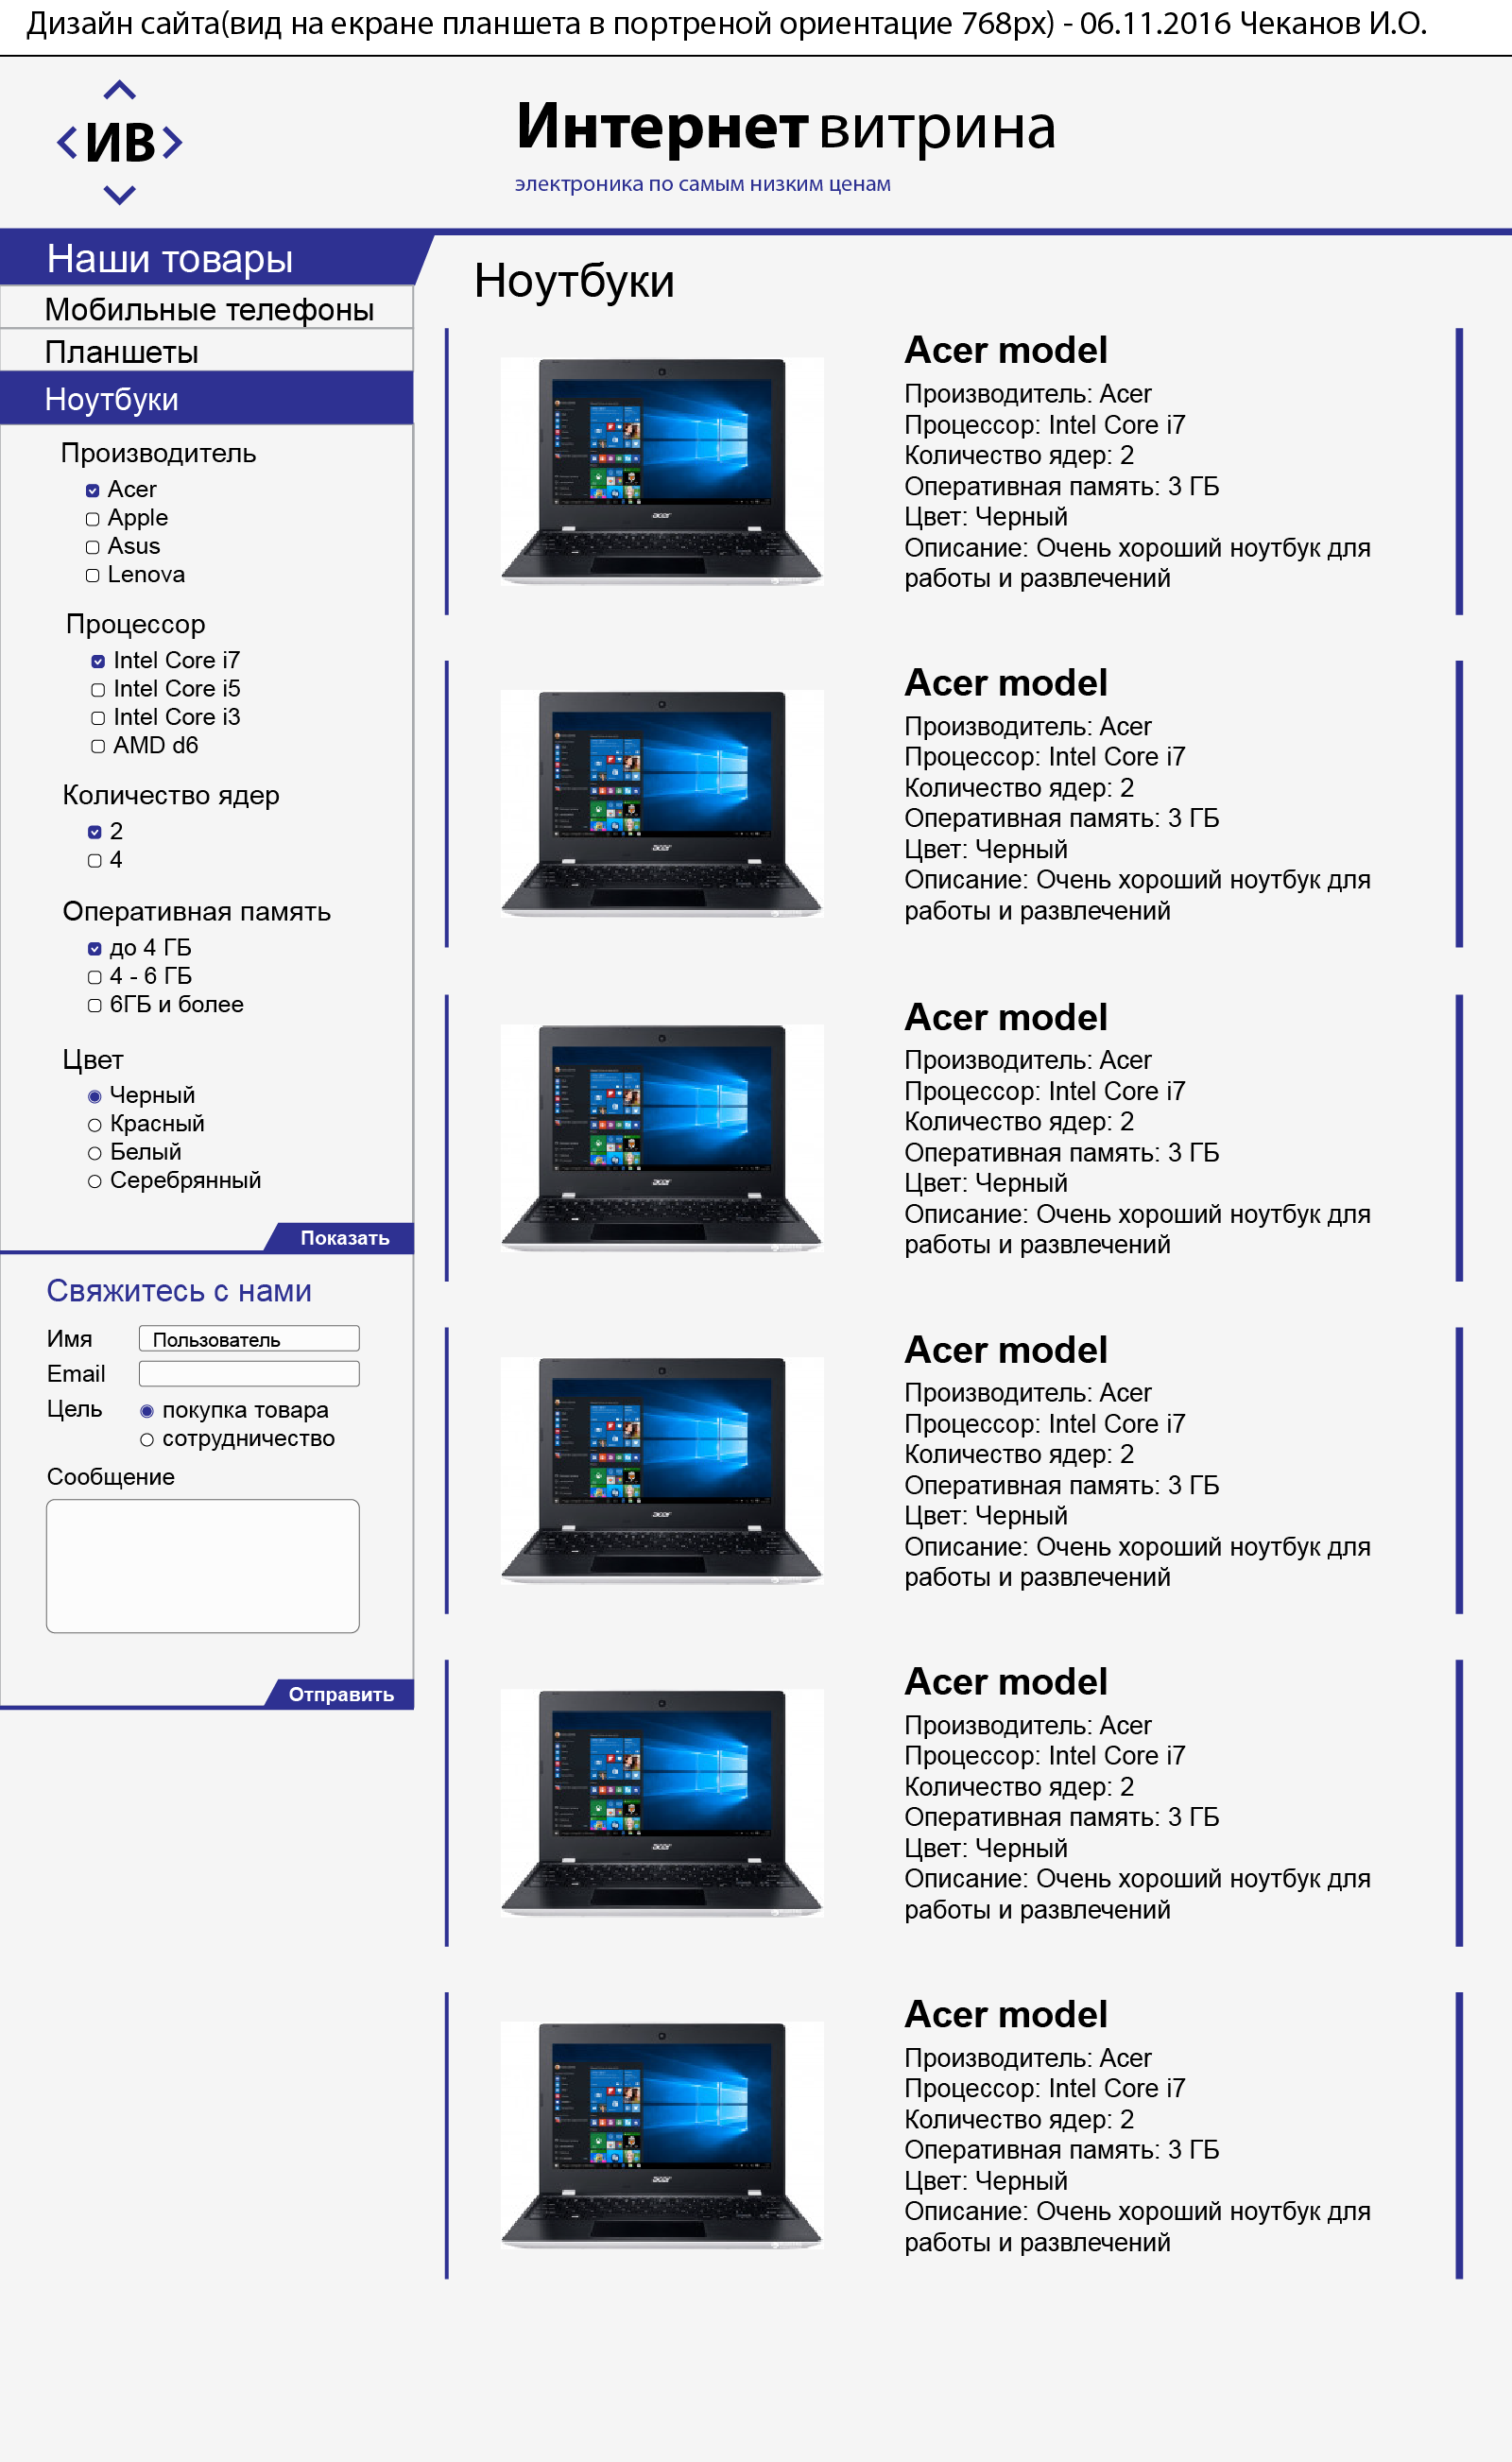 Дизайн сайта(вид на екране планшета в портреной ориентацие 768px) - 06.11.2016 Чеканов И.О.
ИВ
Интернет витрина
электроника по самым низким ценам
Наши товары
Мобильные телефоны
Планшеты
Ноутбуки
Производитель
Acer
Apple
Asus
Lenova
Процессор
Intel Core i7
Intel Core i5
Intel Core i3
AMD d6
Количество ядер
2
4
Оперативная память
до 4 ГБ
4 - 6 ГБ
6ГБ и более
Цвет
Черный
Красный
Белый
Серебрянный
Показать
Свяжитесь с нами
Имя Пользователь
Email
Цель покупка товара
сотрудничество
Сообщение
Отправить
Ноутбуки
acer
Acer model
Производитель: Acer
Процессор: Intel Core i7
Количество ядер: 2
Оперативная память: 3 ГБ
Цвет: Черный
Описание: Очень хороший ноутбук для
работы и развлечений
acer
Acer model
Производитель: Acer
Процессор: Intel Core i7
Количество ядер: 2
Оперативная память: 3 ГБ
Цвет: Черный
Описание: Очень хороший ноутбук для
работы и развлечений
acer
Acer model
Производитель: Acer
Процессор: Intel Core i7
Количество ядер: 2
Оперативная память: 3 ГБ
Цвет: Черный
Описание: Очень хороший ноутбук для
работы и развлечений
acer
Acer model
Производитель: Acer
Процессор: Intel Core i7
Количество ядер: 2
Оперативная память: 3 ГБ
Цвет: Черный
Описание: Очень хороший ноутбук для
работы и развлечений
acer
Acer model
Производитель: Acer
Процессор: Intel Core i7
Количество ядер: 2
Оперативная память: 3 ГБ
Цвет: Черный
Описание: Очень хороший ноутбук для
работы и развлечений
acer
Acer model
Производитель: Acer
Процессор: Intel Core i7
Количество ядер: 2
Оперативная память: 3 ГБ
Цвет: Черный
Описание: Очень хороший ноутбук для
работы и развлечений